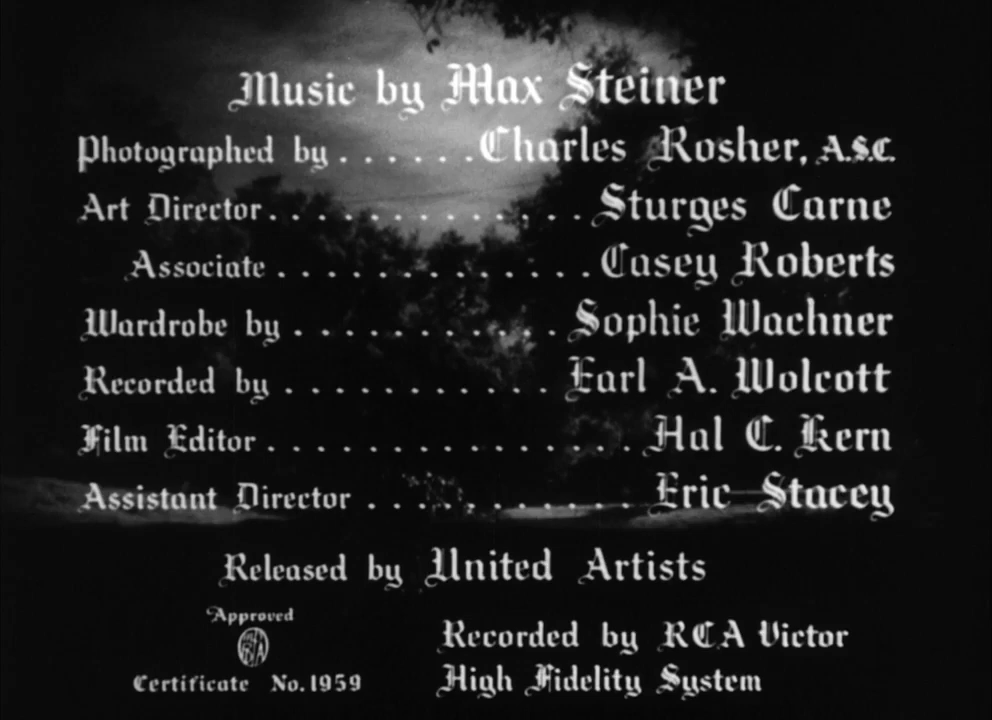 Music by Max Steiner
Photographed by ...... Charles Rosher, A.S.C.
Art Director .............. Sturges Carne
Associate ............. Casey Roberts
Wardrobe by ............ Sophie Wachner
Recorded by ............ Earl A. Wolcott
Film Editor ................. Hal C. Kern
Assistant Director ............ Eric Stacey
Released by United Artists
Approved
Certificate No. 1959
Recorded by RCA Victor
High Fidelity System